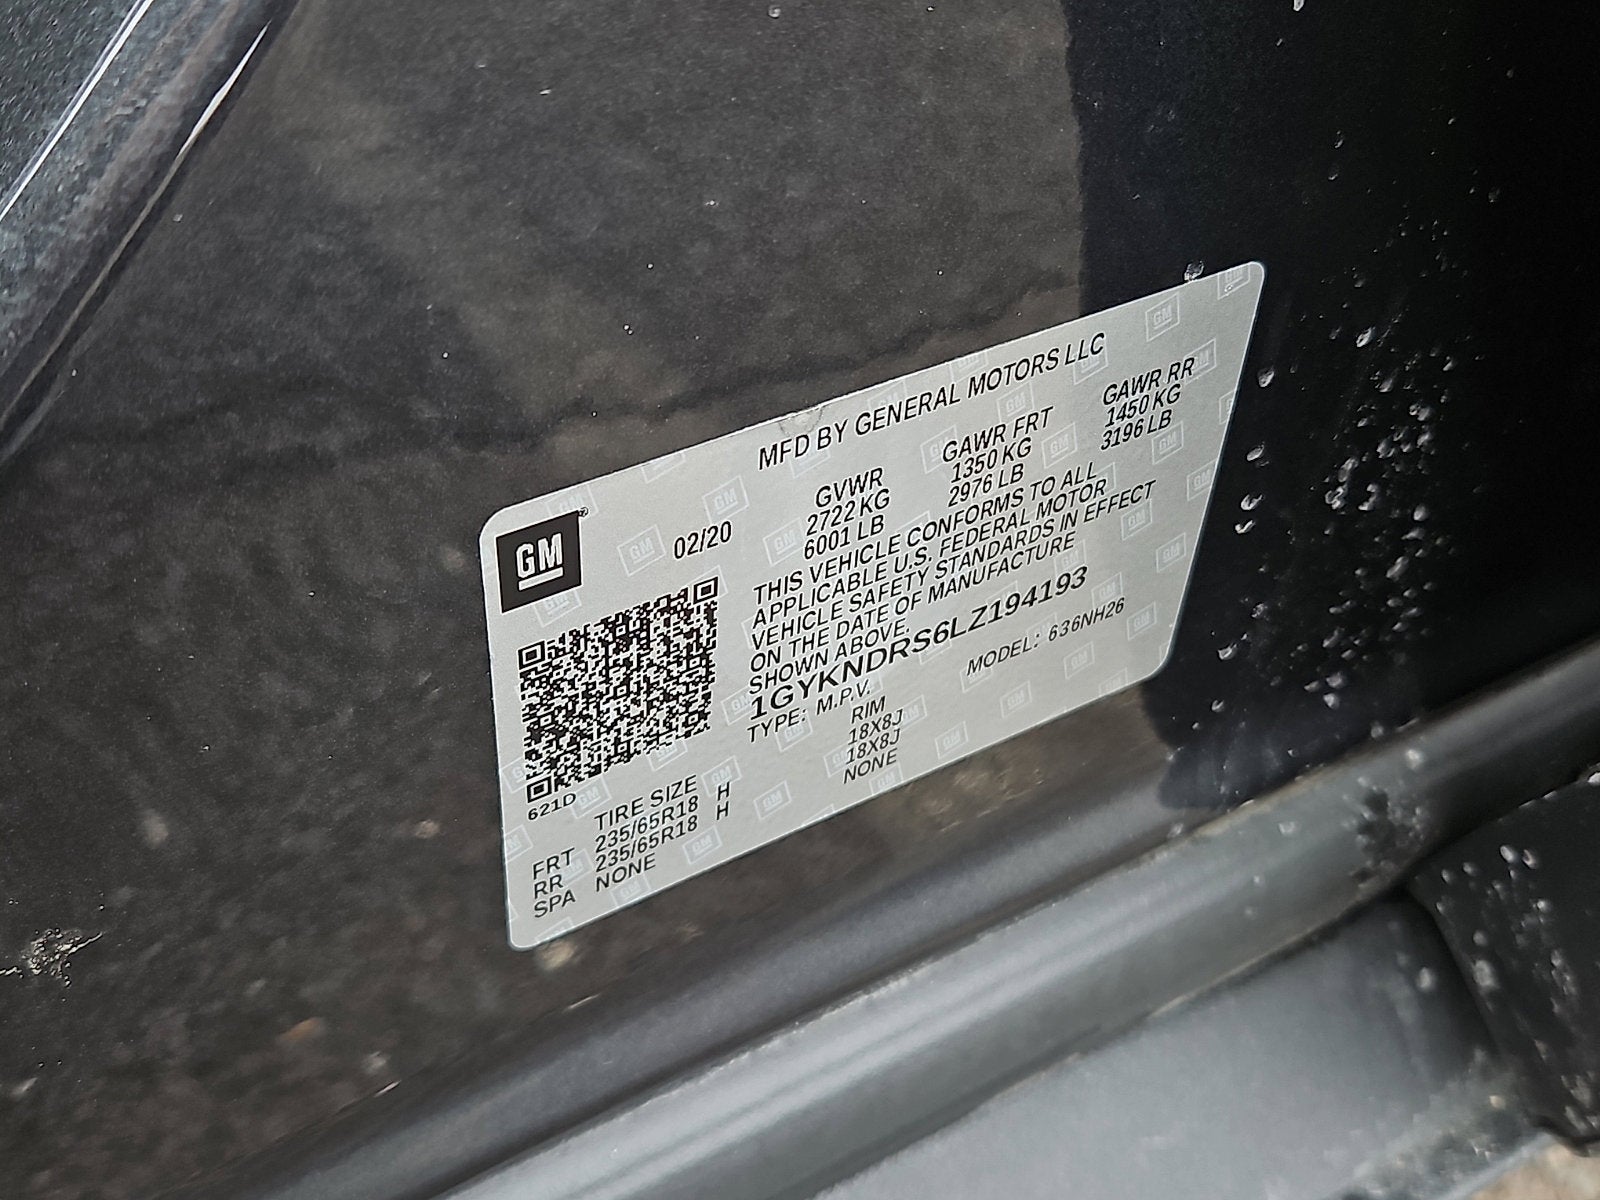 MFD BY GENERAL MOTORS LLC
GM
02/20
GVWR GAWR FRT GAWR RR
2722 KG 1350 KG 1450 KG
6001 LB 2976 LB 3196 LB
THIS VEHICLE CONFORMS TO ALL
APPLICABLE U.S. FEDERAL MOTOR
VEHICLE SAFETY STANDARDS IN EFFECT
ON THE DATE OF MANUFACTURE
SHOWN ABOVE.
1GYKNDRS6LZ194193
TYPE: M.P.V. MODEL: 636NH26
621D
TIRE SIZE RIM
FRT 235/65R18 H 18X8J
RR 235/65R18 H 18X8J
SPA NONE NONE